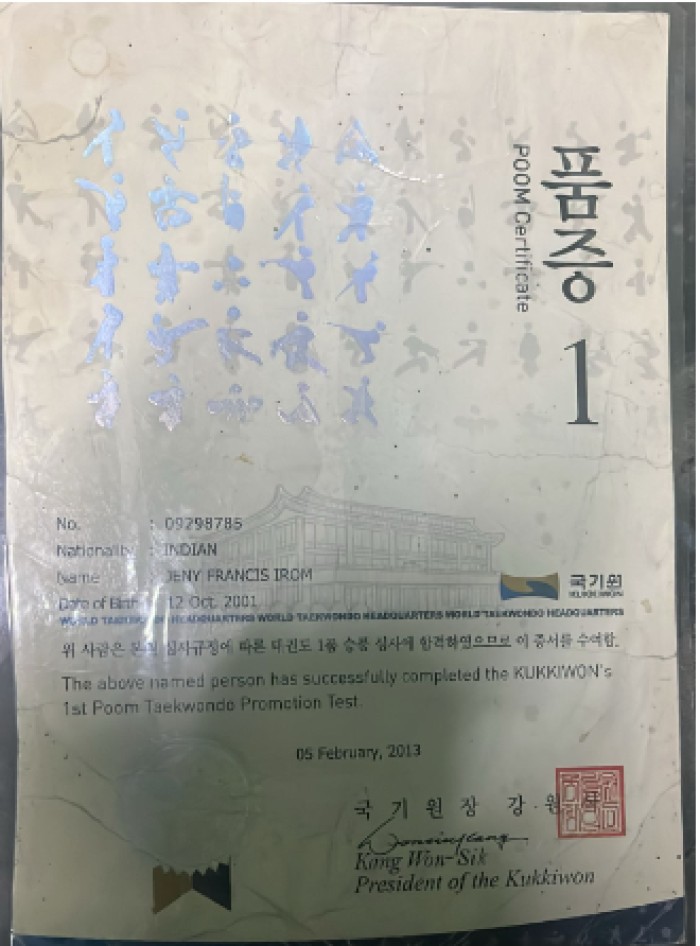 품증
POOM Certificate
1
No. : 09298785
Nationality : INDIAN
Name : JENY FRANCIS IROM
Date of Birth : 12 Oct. 2001
국기원
KUKKIWON
WORLD TAEKWONDO HEADQUARTERS WORLD TAEKWONDO HEADQUARTERS WORLD TAEKWONDO HEADQUARTERS
위 사람은 본원 심사규정에 따른 태권도 1품 승품 심사에 합격하였으므로 이 증서를 수여함.
The above named person has successfully completed the KUKKIWON's
1st Poom Taekwondo Promotion Test.
05 February, 2013
국 기 원 장 강 원
Kang Won-Sik
President of the Kukkiwon